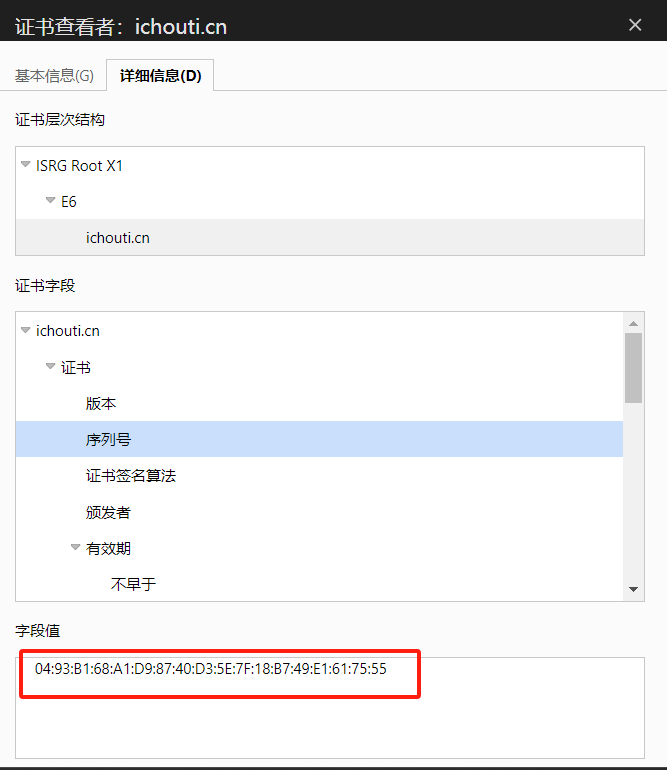 证书查看者：ichouti.cn
基本信息(G) 详细信息(D)
证书层次结构
ISRG Root X1
E6
ichouti.cn
证书字段
ichouti.cn
证书
版本
序列号
证书签名算法
颁发者
有效期
不早于
字段值
04:93:B1:68:A1:D9:87:40:D3:5E:7F:18:B7:49:E1:61:75:55